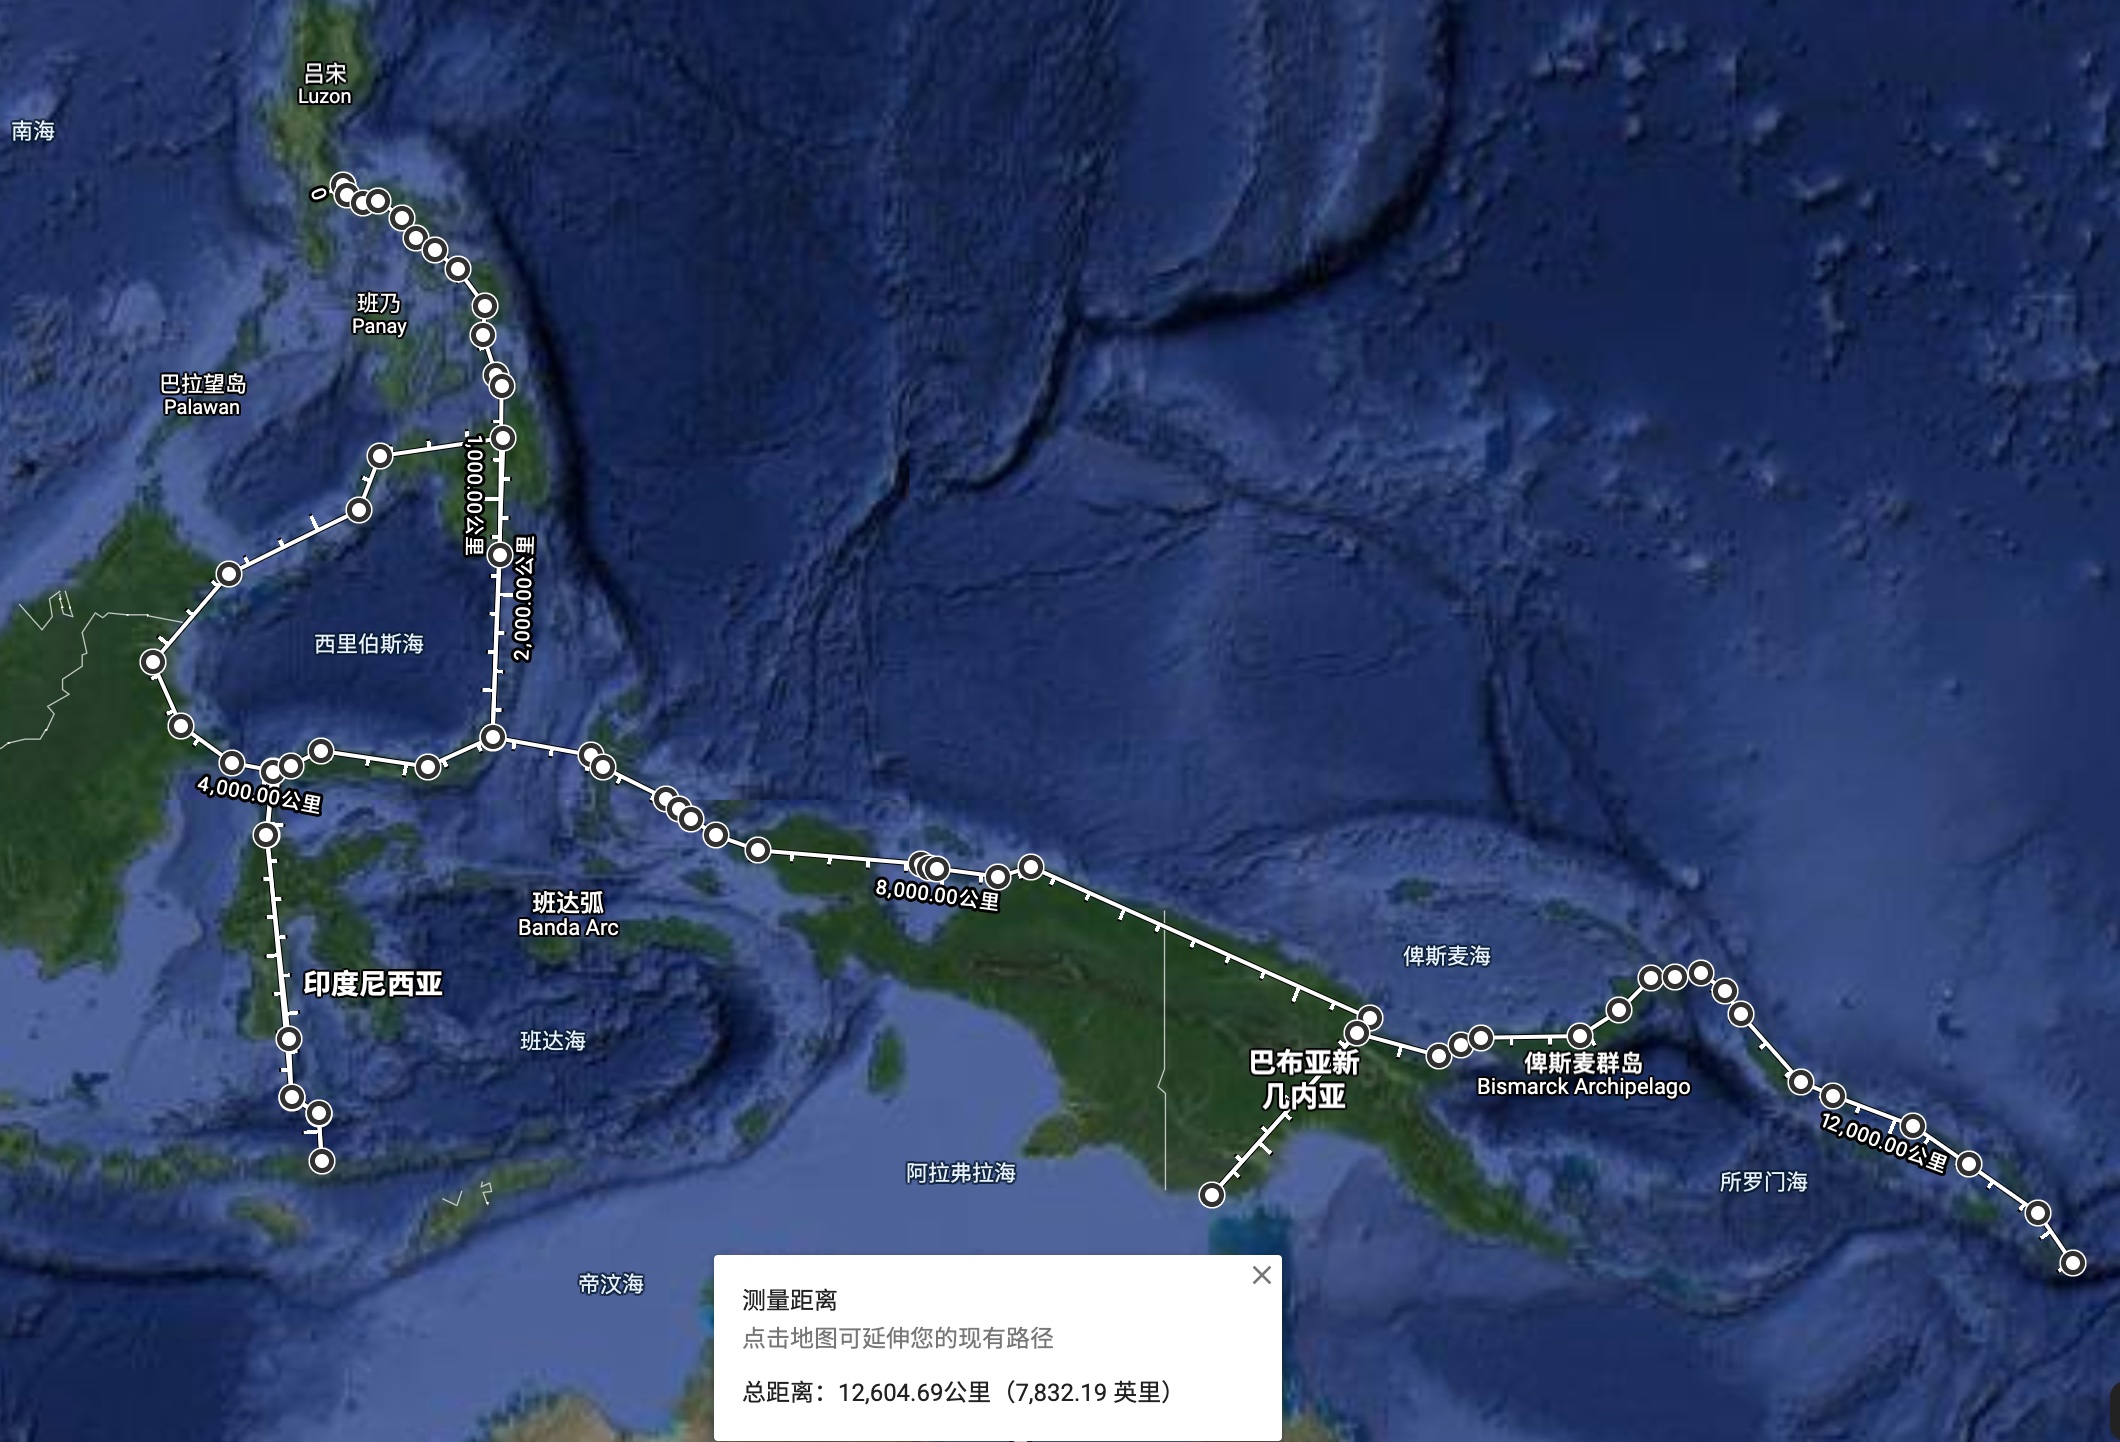 吕宋
Luzon
南海
0
班乃
Panay
巴拉望岛
Palawan
1,000.00公里
2,000.00公里
西里伯斯海
4,000.00公里
8,000.00公里
班达弧
Banda Arc
印度尼西亚
俾斯麦海
班达海
巴布亚新
几内亚
俾斯麦群岛
Bismarck Archipelago
12,000.00公里
阿拉弗拉海
所罗门海
帝汶海
测量距离
点击地图可延伸您的现有路径
总距离：12,604.69公里（7,832.19 英里）